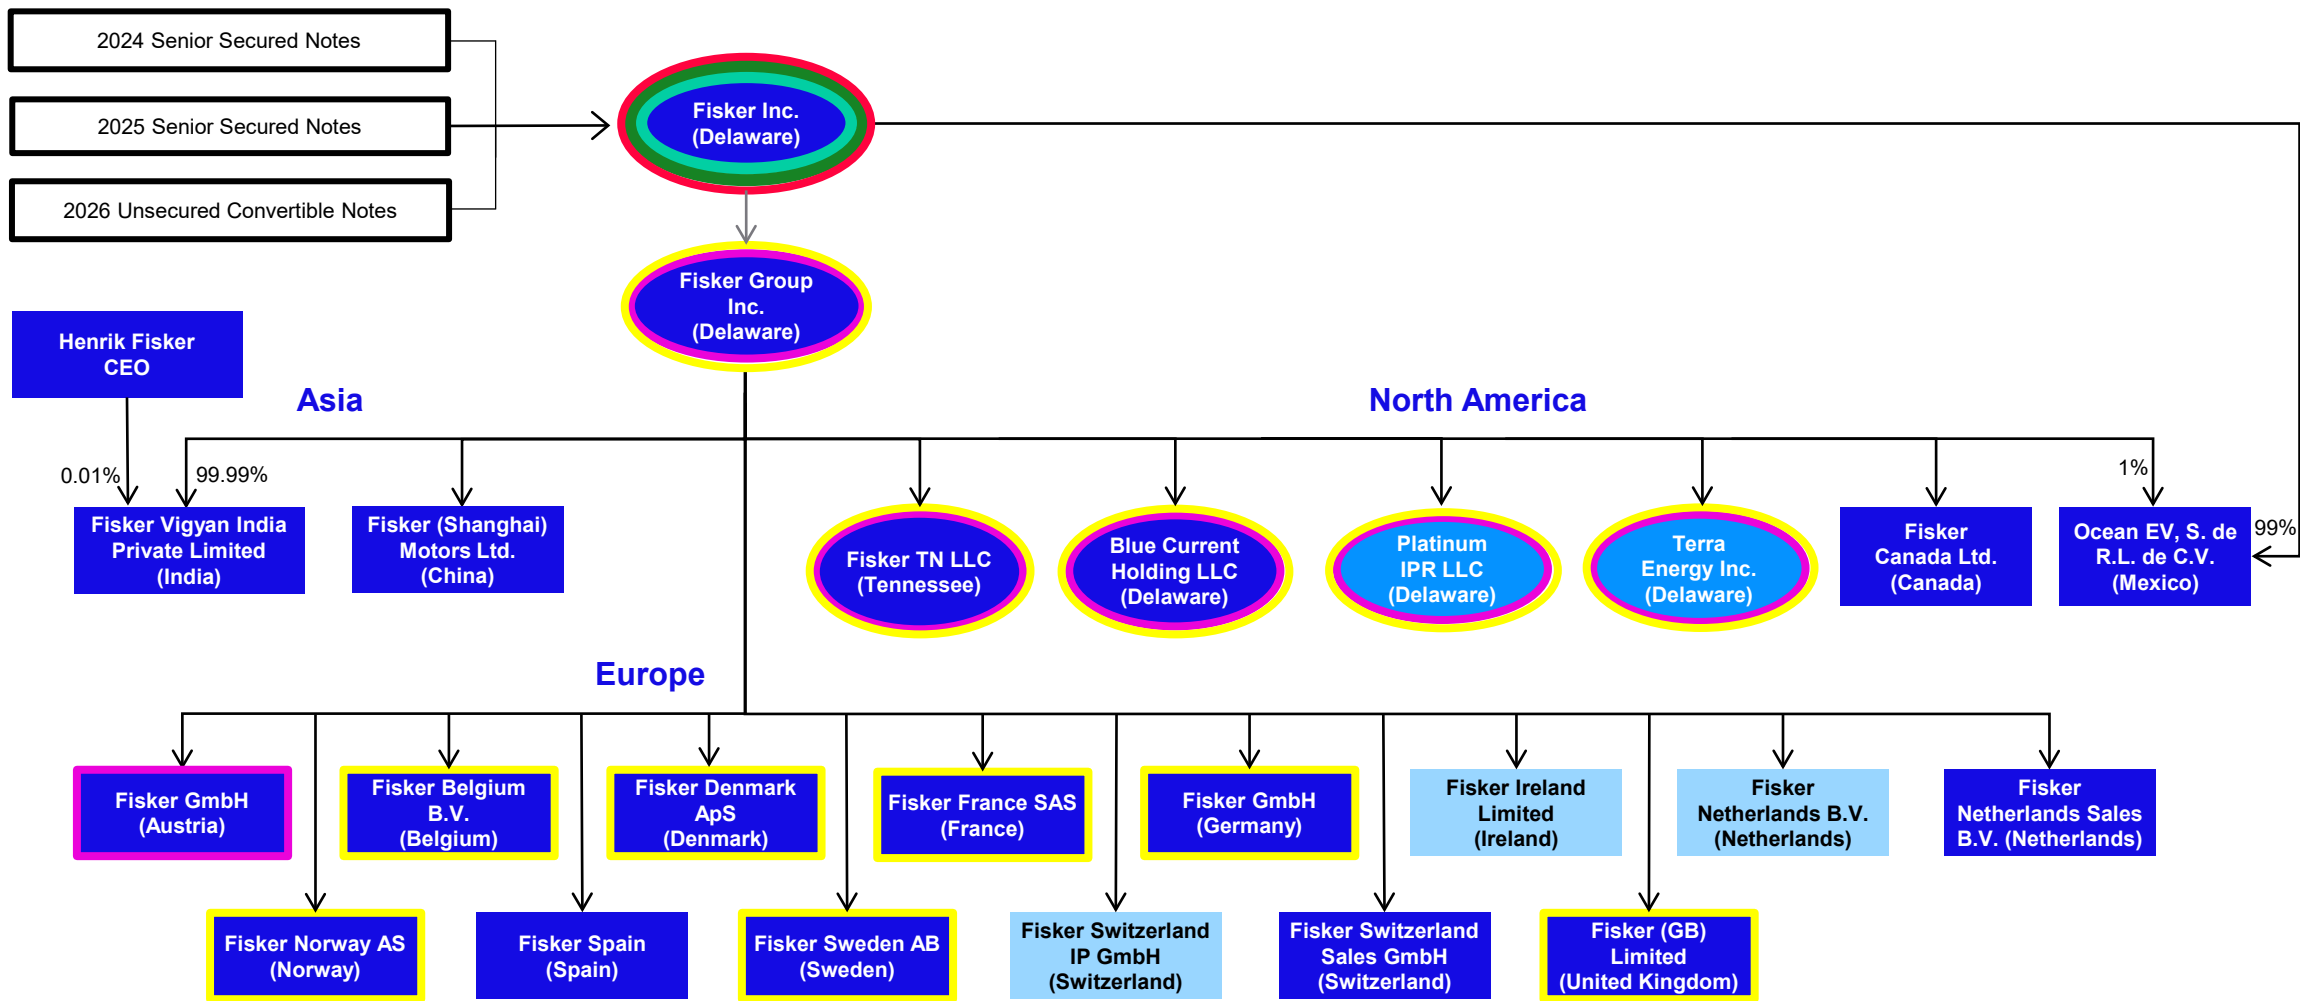 2024 Senior Secured Notes
2025 Senior Secured Notes
2026 Unsecured Convertible Notes
Fisker Inc.
(Delaware)
Fisker Group
Inc.
(Delaware)
Henrik Fisker
CEO
Asia
North America
0.01%
99.99%
1%
99%
Fisker Vigyan India
Private Limited
(India)
Fisker (Shanghai)
Motors Ltd.
(China)
Fisker TN LLC
(Tennessee)
Blue Current
Holding LLC
(Delaware)
Platinum
IPR LLC
(Delaware)
Terra
Energy Inc.
(Delaware)
Fisker
Canada Ltd.
(Canada)
Ocean EV, S. de
R.L. de C.V.
(Mexico)
Europe
Fisker GmbH
(Austria)
Fisker Belgium
B.V.
(Belgium)
Fisker Denmark
ApS
(Denmark)
Fisker France SAS
(France)
Fisker GmbH
(Germany)
Fisker Ireland
Limited
(Ireland)
Fisker
Netherlands B.V.
(Netherlands)
Fisker
Netherlands Sales
B.V. (Netherlands)
Fisker Norway AS
(Norway)
Fisker Spain
(Spain)
Fisker Sweden AB
(Sweden)
Fisker Switzerland
IP GmbH
(Switzerland)
Fisker Switzerland
Sales GmbH
(Switzerland)
Fisker (GB)
Limited
(United Kingdom)